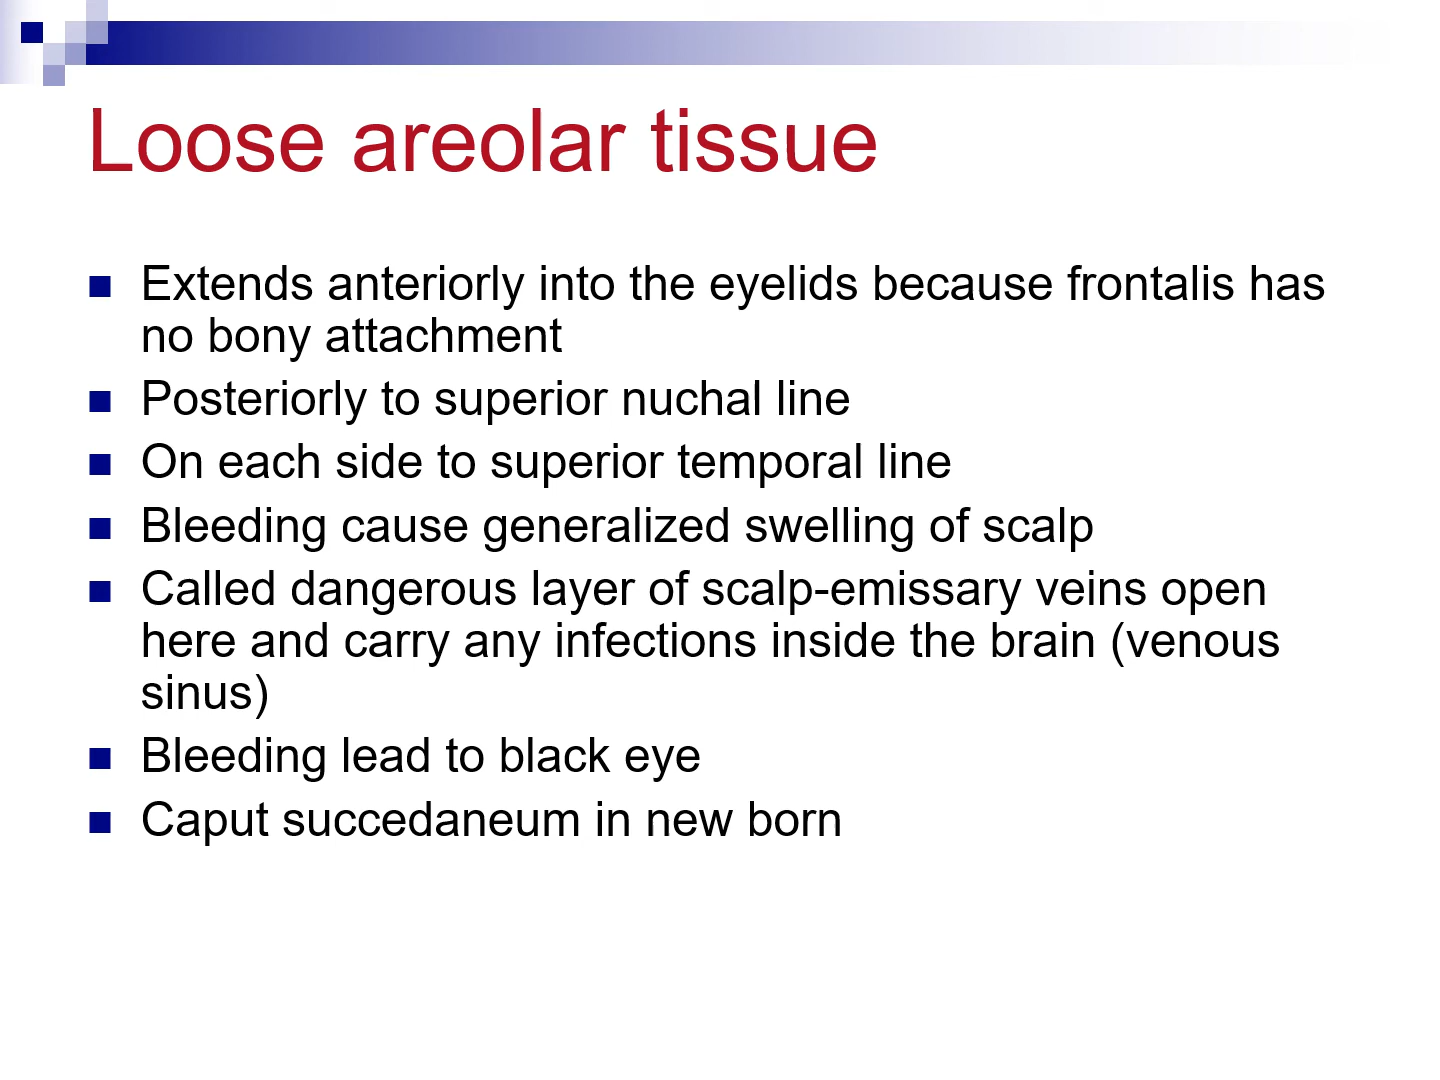 Loose areolar tissue
Extends anteriorly into the eyelids because frontalis has
no bony attachment
Posteriorly to superior nuchal line
On each side to superior temporal line
Bleeding cause generalized swelling of scalp
Called dangerous layer of scalp-emissary veins open
here and carry any infections inside the brain (venous
sinus)
Bleeding lead to black eye
Caput succedaneum in new born